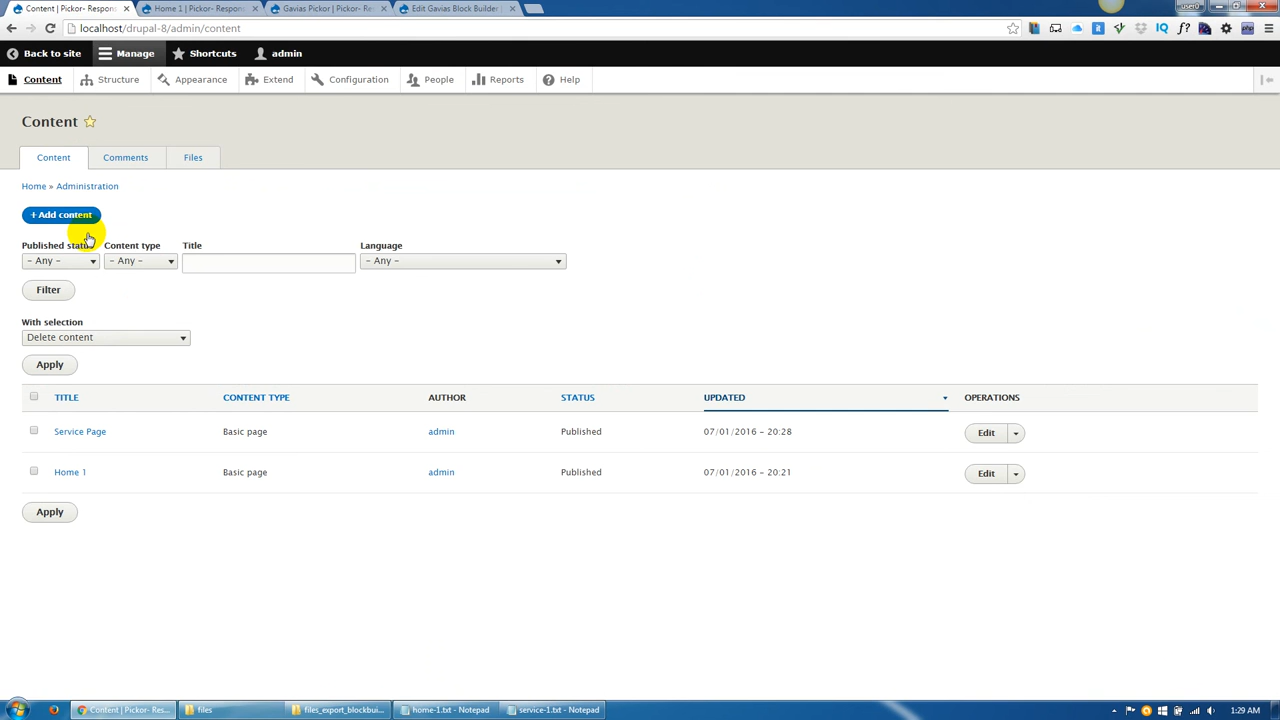 Content | Pickor- Respond
Home 1 | Pickor- Respon
Gavias Pickor | Pickor- Res
Edit Gavias Block Builder |
user0
localhost/drupal-8/admin/content
Back to site
Manage
Shortcuts
admin
Content
Structure
Appearance
Extend
Configuration
People
Reports
Help
Content
Content
Comments
Files
Home » Administration
+ Add content
Published status
Content type
Title
Language
- Any -
- Any -
- Any -
Filter
With selection
Delete content
Apply
TITLE
CONTENT TYPE
AUTHOR
STATUS
UPDATED
OPERATIONS
Service Page
Basic page
admin
Published
07/01/2016 - 20:28
Edit
Home 1
Basic page
admin
Published
07/01/2016 - 20:21
Edit
Apply
Content | Pickor- Res...
files
files_export_blockbui...
home-1.txt - Notepad
service-1.txt - Notepad
1:29 AM